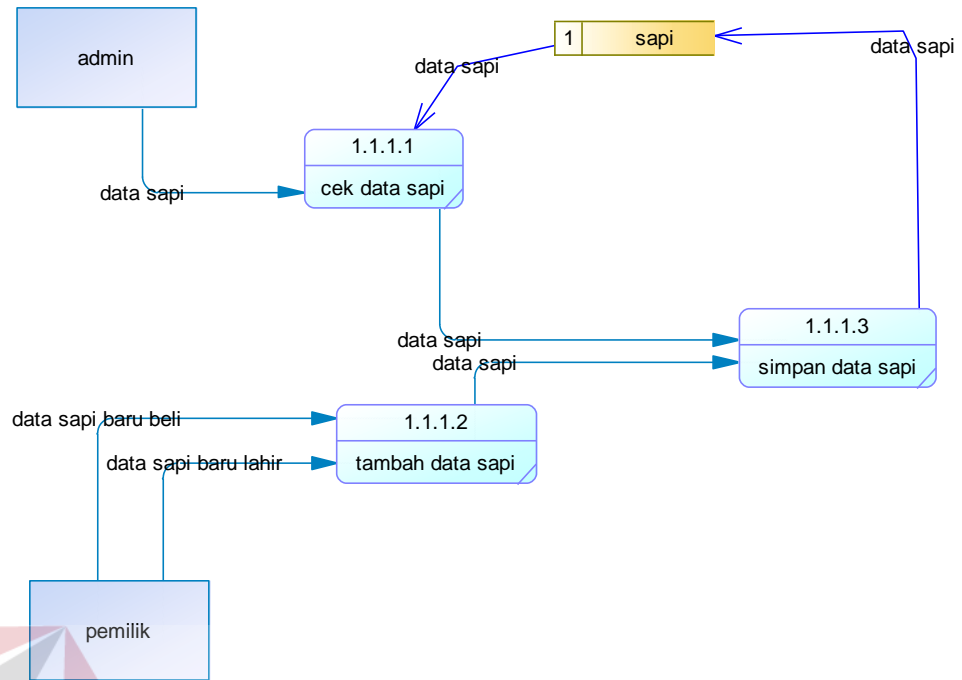 admin
1
sapi
data sapi
data sapi
1.1.1.1
cek data sapi
data sapi
1.1.1.3
simpan data sapi
data sapi
data sapi
data sapi baru beli
1.1.1.2
tambah data sapi
data sapi baru lahir
pemilik